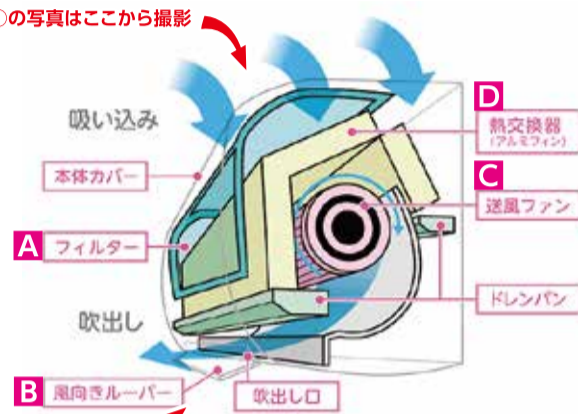 の写真はここから撮影
吸い込み
D
熱交換器
(アルミフィン)
本体カバー
C
送風ファン
A フィルター
ドレンパン
吹出し
B 風向きルーバー
吹出し口